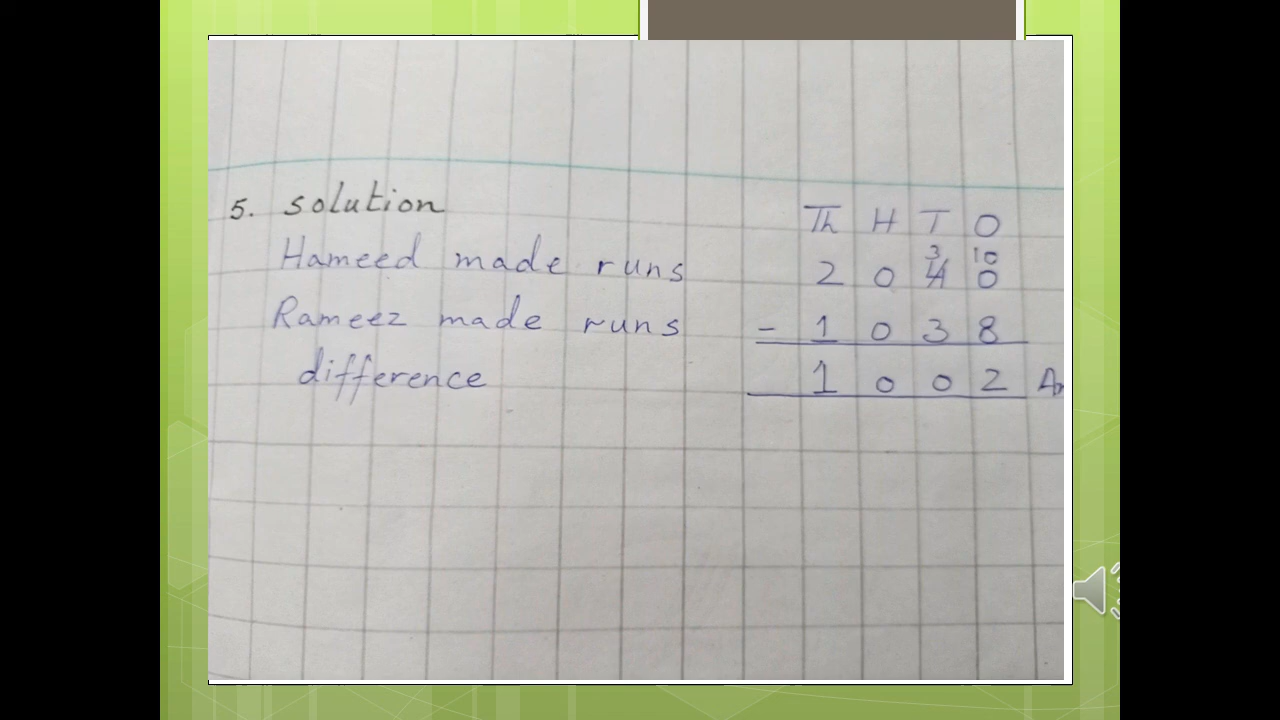 5. solution
Th H T O
3 10
Hameed made runs 2 0 4 0
Rameez made runs - 1 0 3 8
difference 1 0 0 2